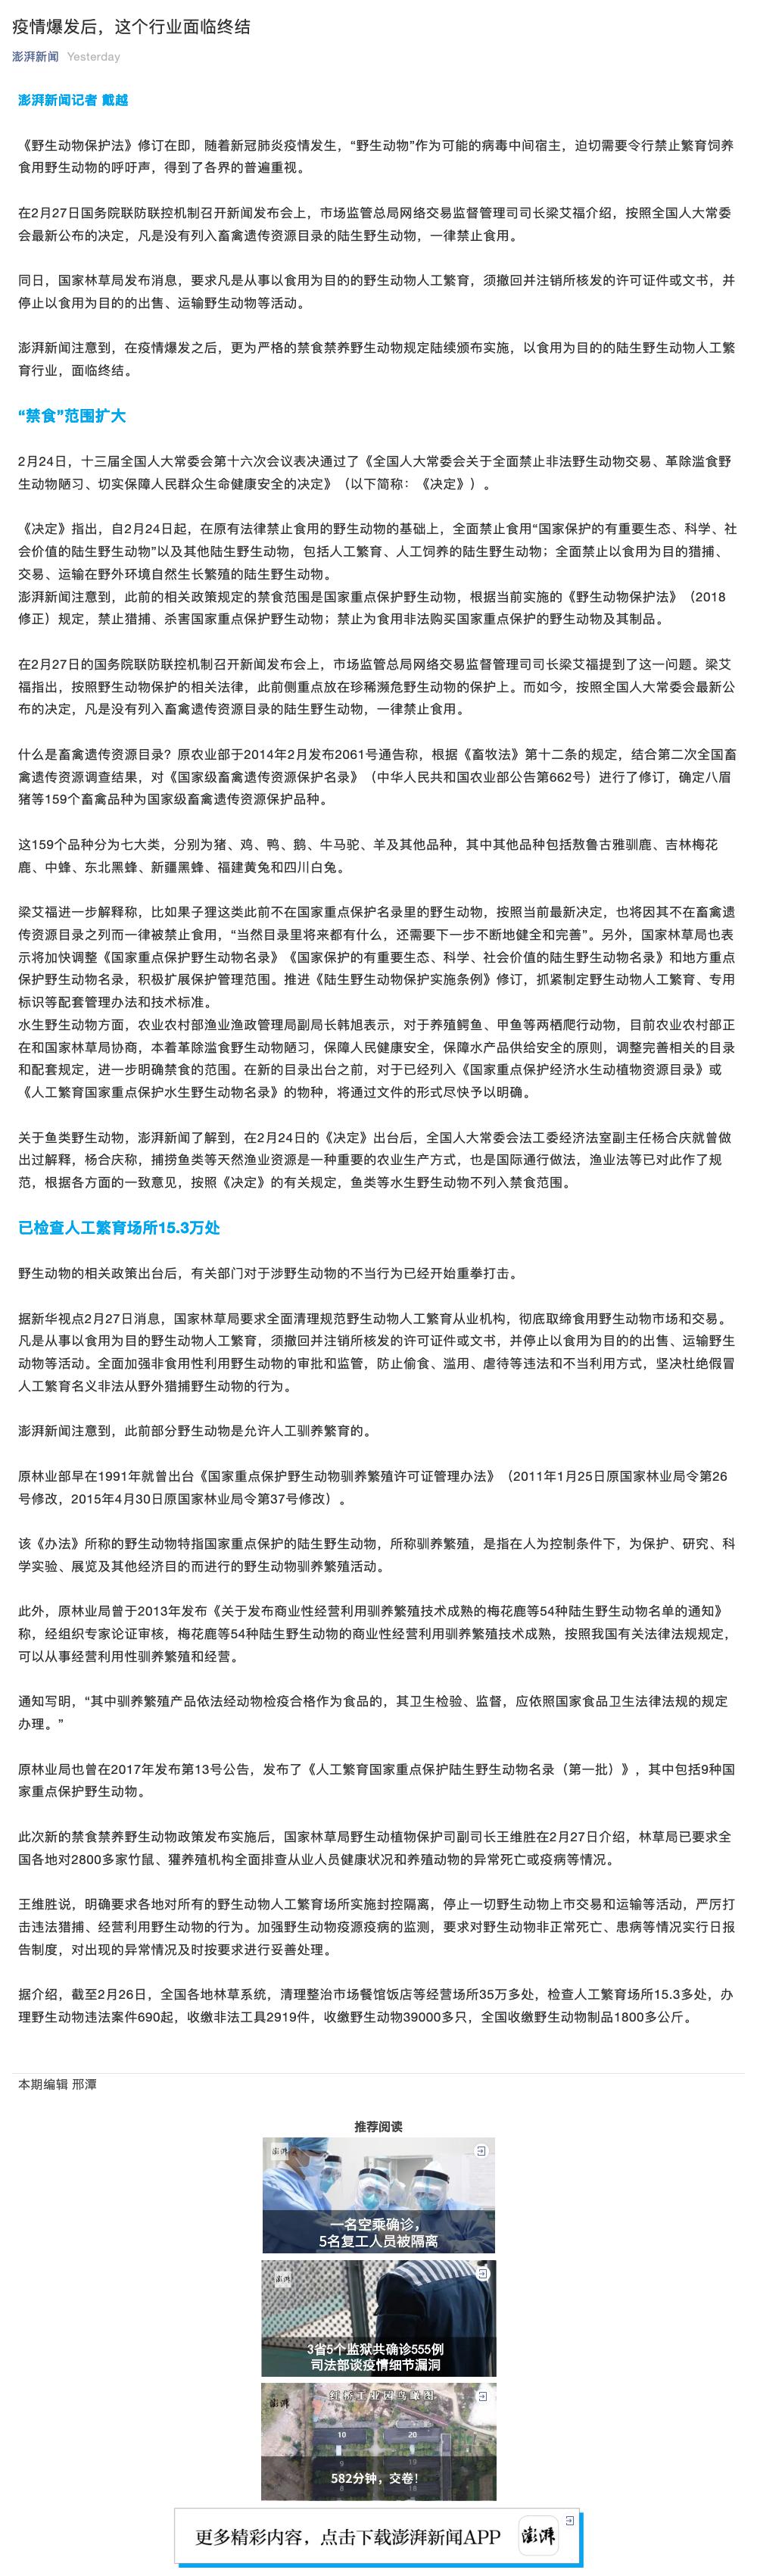 疫情爆发后，这个行业面临终结
澎湃新闻 Yesterday
澎湃新闻记者 戴越
《野生动物保护法》修订在即，随着新冠肺炎疫情发生，“野生动物”作为可能的病毒中间宿主，迫切需要令行禁止繁育饲养
食用野生动物的呼吁声，得到了各界的普遍重视。
在2月27日国务院联防联控机制召开新闻发布会上，市场监管总局网络交易监督管理司司长梁艾福介绍，按照全国人大常委
会最新公布的决定，凡是没有列入畜禽遗传资源目录的陆生野生动物，一律禁止食用。
同日，国家林草局发布消息，要求凡是从事以食用为目的的野生动物人工繁育，须撤回并注销所核发的许可证件或文书，并
停止以食用为目的的出售、运输野生动物等活动。
澎湃新闻注意到，在疫情爆发之后，更为严格的禁食禁养野生动物规定陆续颁布实施，以食用为目的的陆生野生动物人工繁
育行业，面临终结。
“禁食”范围扩大
2月24日，十三届全国人大常委会第十六次会议表决通过了《全国人大常委会关于全面禁止非法野生动物交易、革除滥食野
生动物陋习、切实保障人民群众生命健康安全的决定》（以下简称：《决定》）。
《决定》指出，自2月24日起，在原有法律禁止食用的野生动物的基础上，全面禁止食用“国家保护的有重要生态、科学、社
会价值的陆生野生动物”以及其他陆生野生动物，包括人工繁育、人工饲养的陆生野生动物；全面禁止以食用为目的猎捕、
交易、运输在野外环境自然生长繁殖的陆生野生动物。
澎湃新闻注意到，此前的相关政策规定的禁食范围是国家重点保护野生动物，根据当前实施的《野生动物保护法》（2018
修正）规定，禁止猎捕、杀害国家重点保护野生动物；禁止为食用非法购买国家重点保护的野生动物及其制品。
在2月27日的国务院联防联控机制召开新闻发布会上，市场监管总局网络交易监督管理司司长梁艾福提到了这一问题。梁艾
福指出，按照野生动物保护的相关法律，此前侧重点放在珍稀濒危野生动物的保护上。而如今，按照全国人大常委会最新公
布的决定，凡是没有列入畜禽遗传资源目录的陆生野生动物，一律禁止食用。
什么是畜禽遗传资源目录？原农业部于2014年2月发布2061号通告称，根据《畜牧法》第十二条的规定，结合第二次全国畜
禽遗传资源调查结果，对《国家级畜禽遗传资源保护名录》（中华人民共和国农业部公告第662号）进行了修订，确定八眉
猪等159个畜禽品种为国家级畜禽遗传资源保护品种。
这159个品种分为七大类，分别为猪、鸡、鸭、鹅、牛马驼、羊及其他品种，其中其他品种包括敖鲁古雅驯鹿、吉林梅花
鹿、中蜂、东北黑蜂、新疆黑蜂、福建黄兔和四川白兔。
梁艾福进一步解释称，比如果子狸这类此前不在国家重点保护名录里的野生动物，按照当前最新决定，也将因其不在畜禽遗
传资源目录之列而一律被禁止食用，“当然目录里将来都有什么，还需要下一步不断地健全和完善”。另外，国家林草局也表
示将加快调整《国家重点保护野生动物名录》《国家保护的有重要生态、科学、社会价值的陆生野生动物名录》和地方重点
保护野生动物名录，积极扩展保护管理范围。推进《陆生野生动物保护实施条例》修订，抓紧制定野生动物人工繁育、专用
标识等配套管理办法和技术标准。
水生野生动物方面，农业农村部渔业渔政管理局副局长韩旭表示，对于养殖鳄鱼、甲鱼等两栖爬行动物，目前农业农村部正
在和国家林草局协商，本着革除滥食野生动物陋习，保障人民健康安全，保障水产品供给安全的原则，调整完善相关的目录
和配套规定，进一步明确禁食的范围。在新的目录出台之前，对于已经列入《国家重点保护经济水生动植物资源目录》或
《人工繁育国家重点保护水生野生动物名录》的物种，将通过文件的形式尽快予以明确。
关于鱼类野生动物，澎湃新闻了解到，在2月24日的《决定》出台后，全国人大常委会法工委经济法室副主任杨合庆就曾做
出过解释，杨合庆称，捕捞鱼类等天然渔业资源是一种重要的农业生产方式，也是国际通行做法，渔业法等已对此作了规
范，根据各方面的一致意见，按照《决定》的有关规定，鱼类等水生野生动物不列入禁食范围。
已检查人工繁育场所15.3万处
野生动物的相关政策出台后，有关部门对于涉野生动物的不当行为已经开始重拳打击。
据新华视点2月27日消息，国家林草局要求全面清理规范野生动物人工繁育从业机构，彻底取缔食用野生动物市场和交易。
凡是从事以食用为目的野生动物人工繁育，须撤回并注销所核发的许可证件或文书，并停止以食用为目的的出售、运输野生
动物等活动。全面加强非食用性利用野生动物的审批和监管，防止偷食、滥用、虐待等违法和不当利用方式，坚决杜绝假冒
人工繁育名义非法从野外猎捕野生动物的行为。
澎湃新闻注意到，此前部分野生动物是允许人工驯养繁育的。
原林业部早在1991年就曾出台《国家重点保护野生动物驯养繁殖许可证管理办法》（2011年1月25日原国家林业局令第26
号修改，2015年4月30日原国家林业局令第37号修改）。
该《办法》所称的野生动物特指国家重点保护的陆生野生动物，所称驯养繁殖，是指在人为控制条件下，为保护、研究、科
学实验、展览及其他经济目的而进行的野生动物驯养繁殖活动。
此外，原林业局曾于2013年发布《关于发布商业性经营利用驯养繁殖技术成熟的梅花鹿等54种陆生野生动物名单的通知》
称，经组织专家论证审核，梅花鹿等54种陆生野生动物的商业性经营利用驯养繁殖技术成熟，按照我国有关法律法规规定，
可以从事经营利用性驯养繁殖和经营。
通知写明，“其中驯养繁殖产品依法经动物检疫合格作为食品的，其卫生检验、监督，应依照国家食品卫生法律法规的规定
办理。”
原林业局也曾在2017年发布第13号公告，发布了《人工繁育国家重点保护陆生野生动物名录（第一批）》，其中包括9种国
家重点保护野生动物。
此次新的禁食禁养野生动物政策发布实施后，国家林草局野生动植物保护司副司长王维胜在2月27日介绍，林草局已要求全
国各地对2800多家竹鼠、獾养殖机构全面排查从业人员健康状况和养殖动物的异常死亡或疫病等情况。
王维胜说，明确要求各地对所有的野生动物人工繁育场所实施封控隔离，停止一切野生动物上市交易和运输等活动，严厉打
击违法猎捕、经营利用野生动物的行为。加强野生动物疫源疫病的监测，要求对野生动物非正常死亡、患病等情况实行日报
告制度，对出现的异常情况及时按要求进行妥善处理。
据介绍，截至2月26日，全国各地林草系统，清理整治市场餐馆饭店等经营场所35万多处，检查人工繁育场所15.3多处，办
理野生动物违法案件690起，收缴非法工具2919件，收缴野生动物39000多只，全国收缴野生动物制品1800多公斤。
本期编辑 邢潭
推荐阅读
澎湃
一名空乘确诊，
5名复工人员被隔离
澎湃
3省5个监狱共确诊555例
司法部谈疫情细节漏洞
澎湃
红桥工业园鸟瞰图
10 20
9 19
582分钟，交卷！
8 18
更多精彩内容，点击下载澎湃新闻APP 澎湃